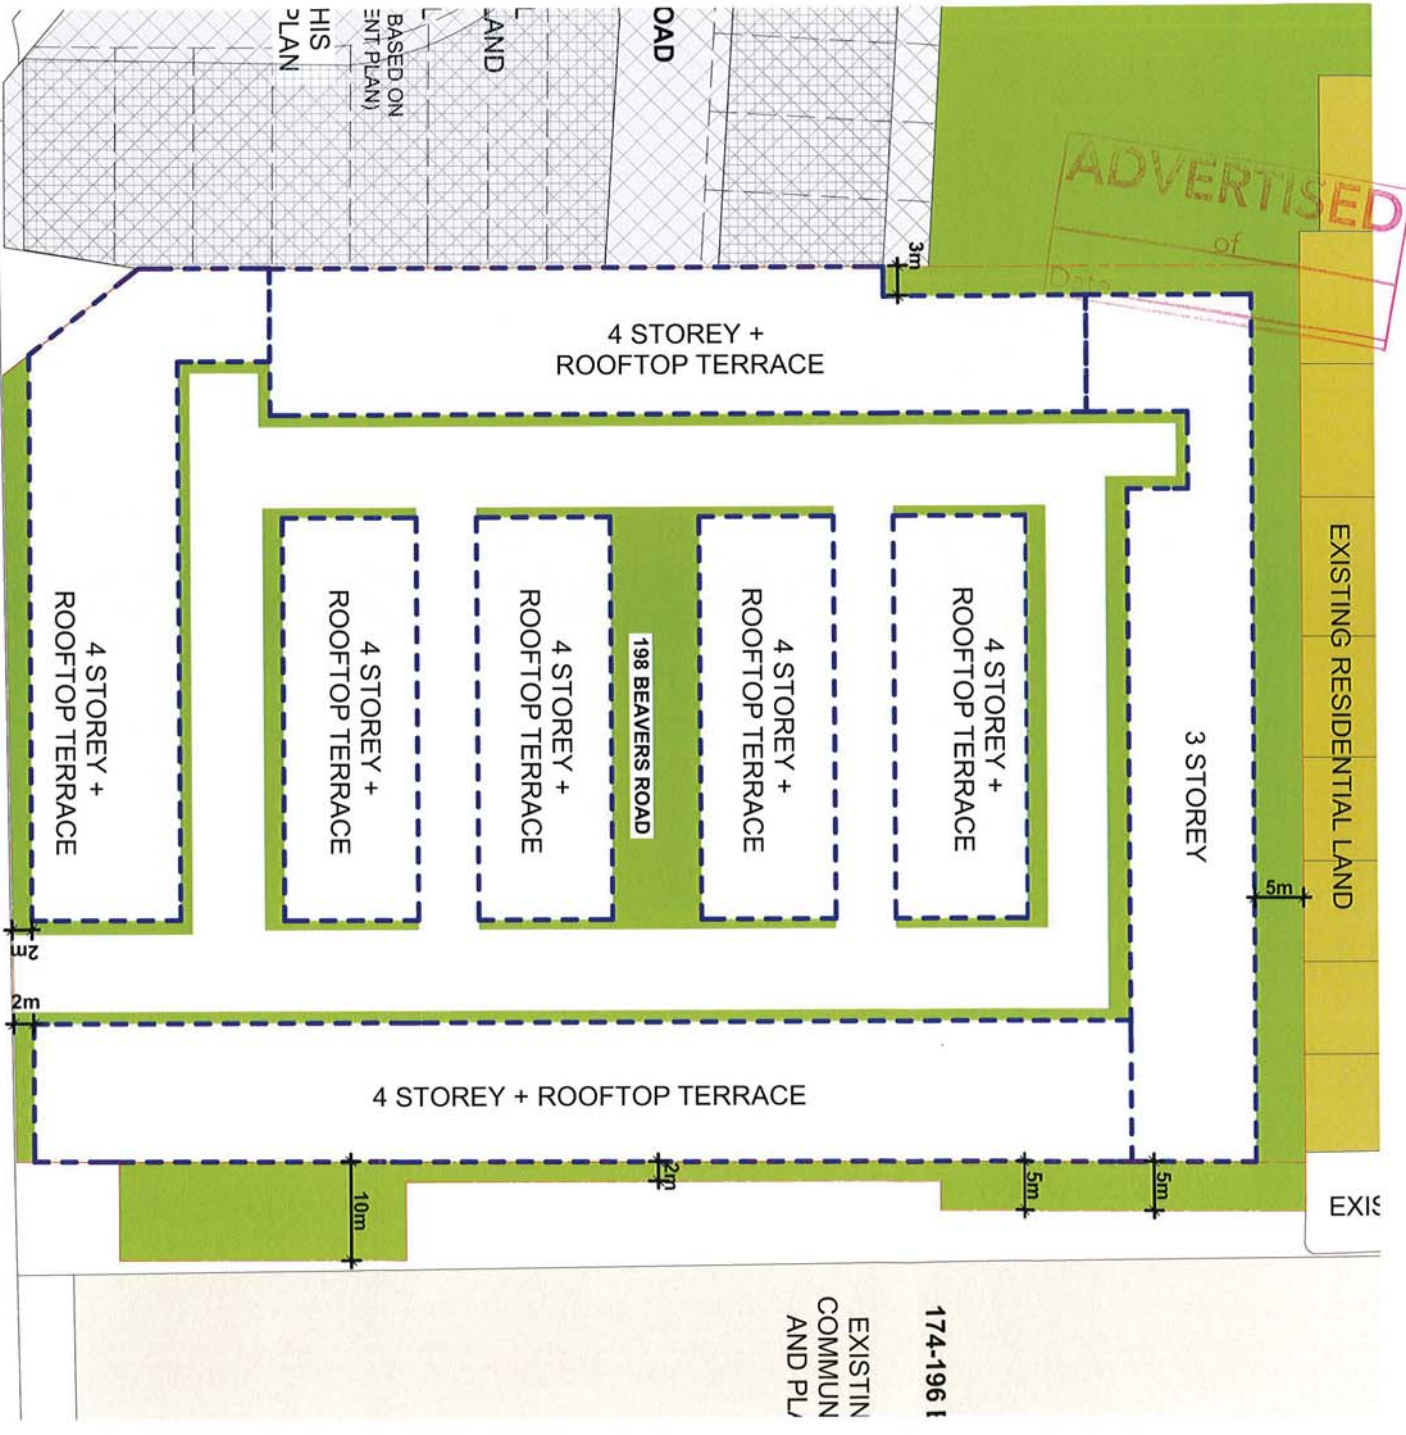 HIS
PLAN
BASED ON
ENT PLAN)
AND
OAD
ADVERTISED
of
Date
3m
4 STOREY +
ROOFTOP TERRACE
4 STOREY +
ROOFTOP TERRACE
4 STOREY +
ROOFTOP TERRACE
4 STOREY +
ROOFTOP TERRACE
198 BEAVERS ROAD
4 STOREY +
ROOFTOP TERRACE
4 STOREY +
ROOFTOP TERRACE
3 STOREY
EXISTING RESIDENTIAL LAND
5m
2m
2m
4 STOREY + ROOFTOP TERRACE
10m
2m
5m
5m
EXIS
174-196 B
EXISTIN
COMMUN
AND PLA